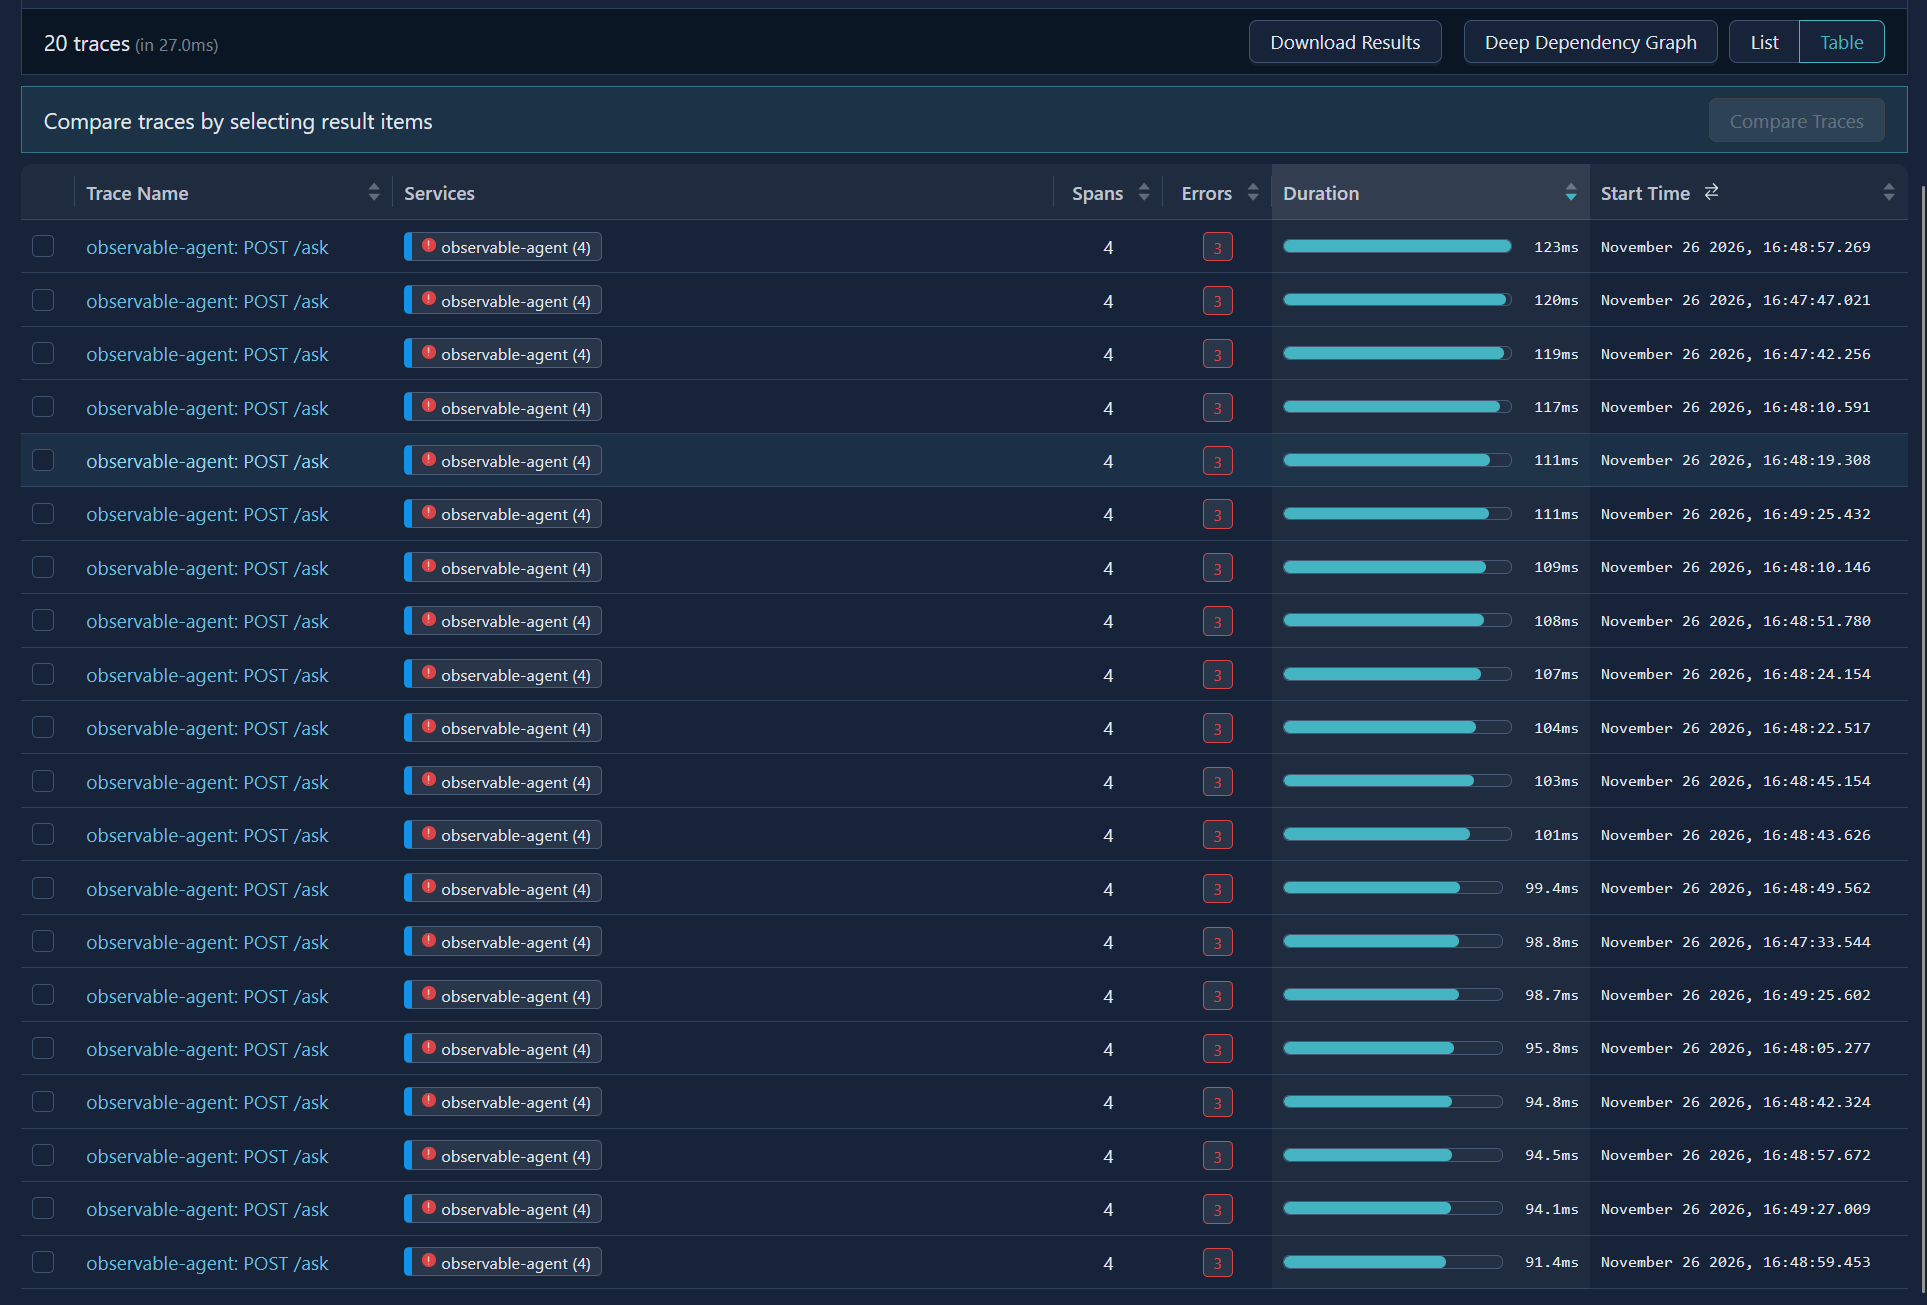 20 traces (in 27.0ms) Download Results Deep Dependency Graph List Table
Compare traces by selecting result items Compare Traces
Trace Name Services Spans Errors Duration Start Time
observable-agent: POST /ask observable-agent (4) 4 3 123ms November 26 2026, 16:48:57.269
observable-agent: POST /ask observable-agent (4) 4 3 120ms November 26 2026, 16:47:47.021
observable-agent: POST /ask observable-agent (4) 4 3 119ms November 26 2026, 16:47:42.256
observable-agent: POST /ask observable-agent (4) 4 3 117ms November 26 2026, 16:48:10.591
observable-agent: POST /ask observable-agent (4) 4 3 111ms November 26 2026, 16:48:19.308
observable-agent: POST /ask observable-agent (4) 4 3 111ms November 26 2026, 16:49:25.432
observable-agent: POST /ask observable-agent (4) 4 3 109ms November 26 2026, 16:48:10.146
observable-agent: POST /ask observable-agent (4) 4 3 108ms November 26 2026, 16:48:51.780
observable-agent: POST /ask observable-agent (4) 4 3 107ms November 26 2026, 16:48:24.154
observable-agent: POST /ask observable-agent (4) 4 3 104ms November 26 2026, 16:48:22.517
observable-agent: POST /ask observable-agent (4) 4 3 103ms November 26 2026, 16:48:45.154
observable-agent: POST /ask observable-agent (4) 4 3 101ms November 26 2026, 16:48:43.626
observable-agent: POST /ask observable-agent (4) 4 3 99.4ms November 26 2026, 16:48:49.562
observable-agent: POST /ask observable-agent (4) 4 3 98.8ms November 26 2026, 16:47:33.544
observable-agent: POST /ask observable-agent (4) 4 3 98.7ms November 26 2026, 16:49:25.602
observable-agent: POST /ask observable-agent (4) 4 3 95.8ms November 26 2026, 16:48:05.277
observable-agent: POST /ask observable-agent (4) 4 3 94.8ms November 26 2026, 16:48:42.324
observable-agent: POST /ask observable-agent (4) 4 3 94.5ms November 26 2026, 16:48:57.672
observable-agent: POST /ask observable-agent (4) 4 3 94.1ms November 26 2026, 16:49:27.009
observable-agent: POST /ask observable-agent (4) 4 3 91.4ms November 26 2026, 16:48:59.453